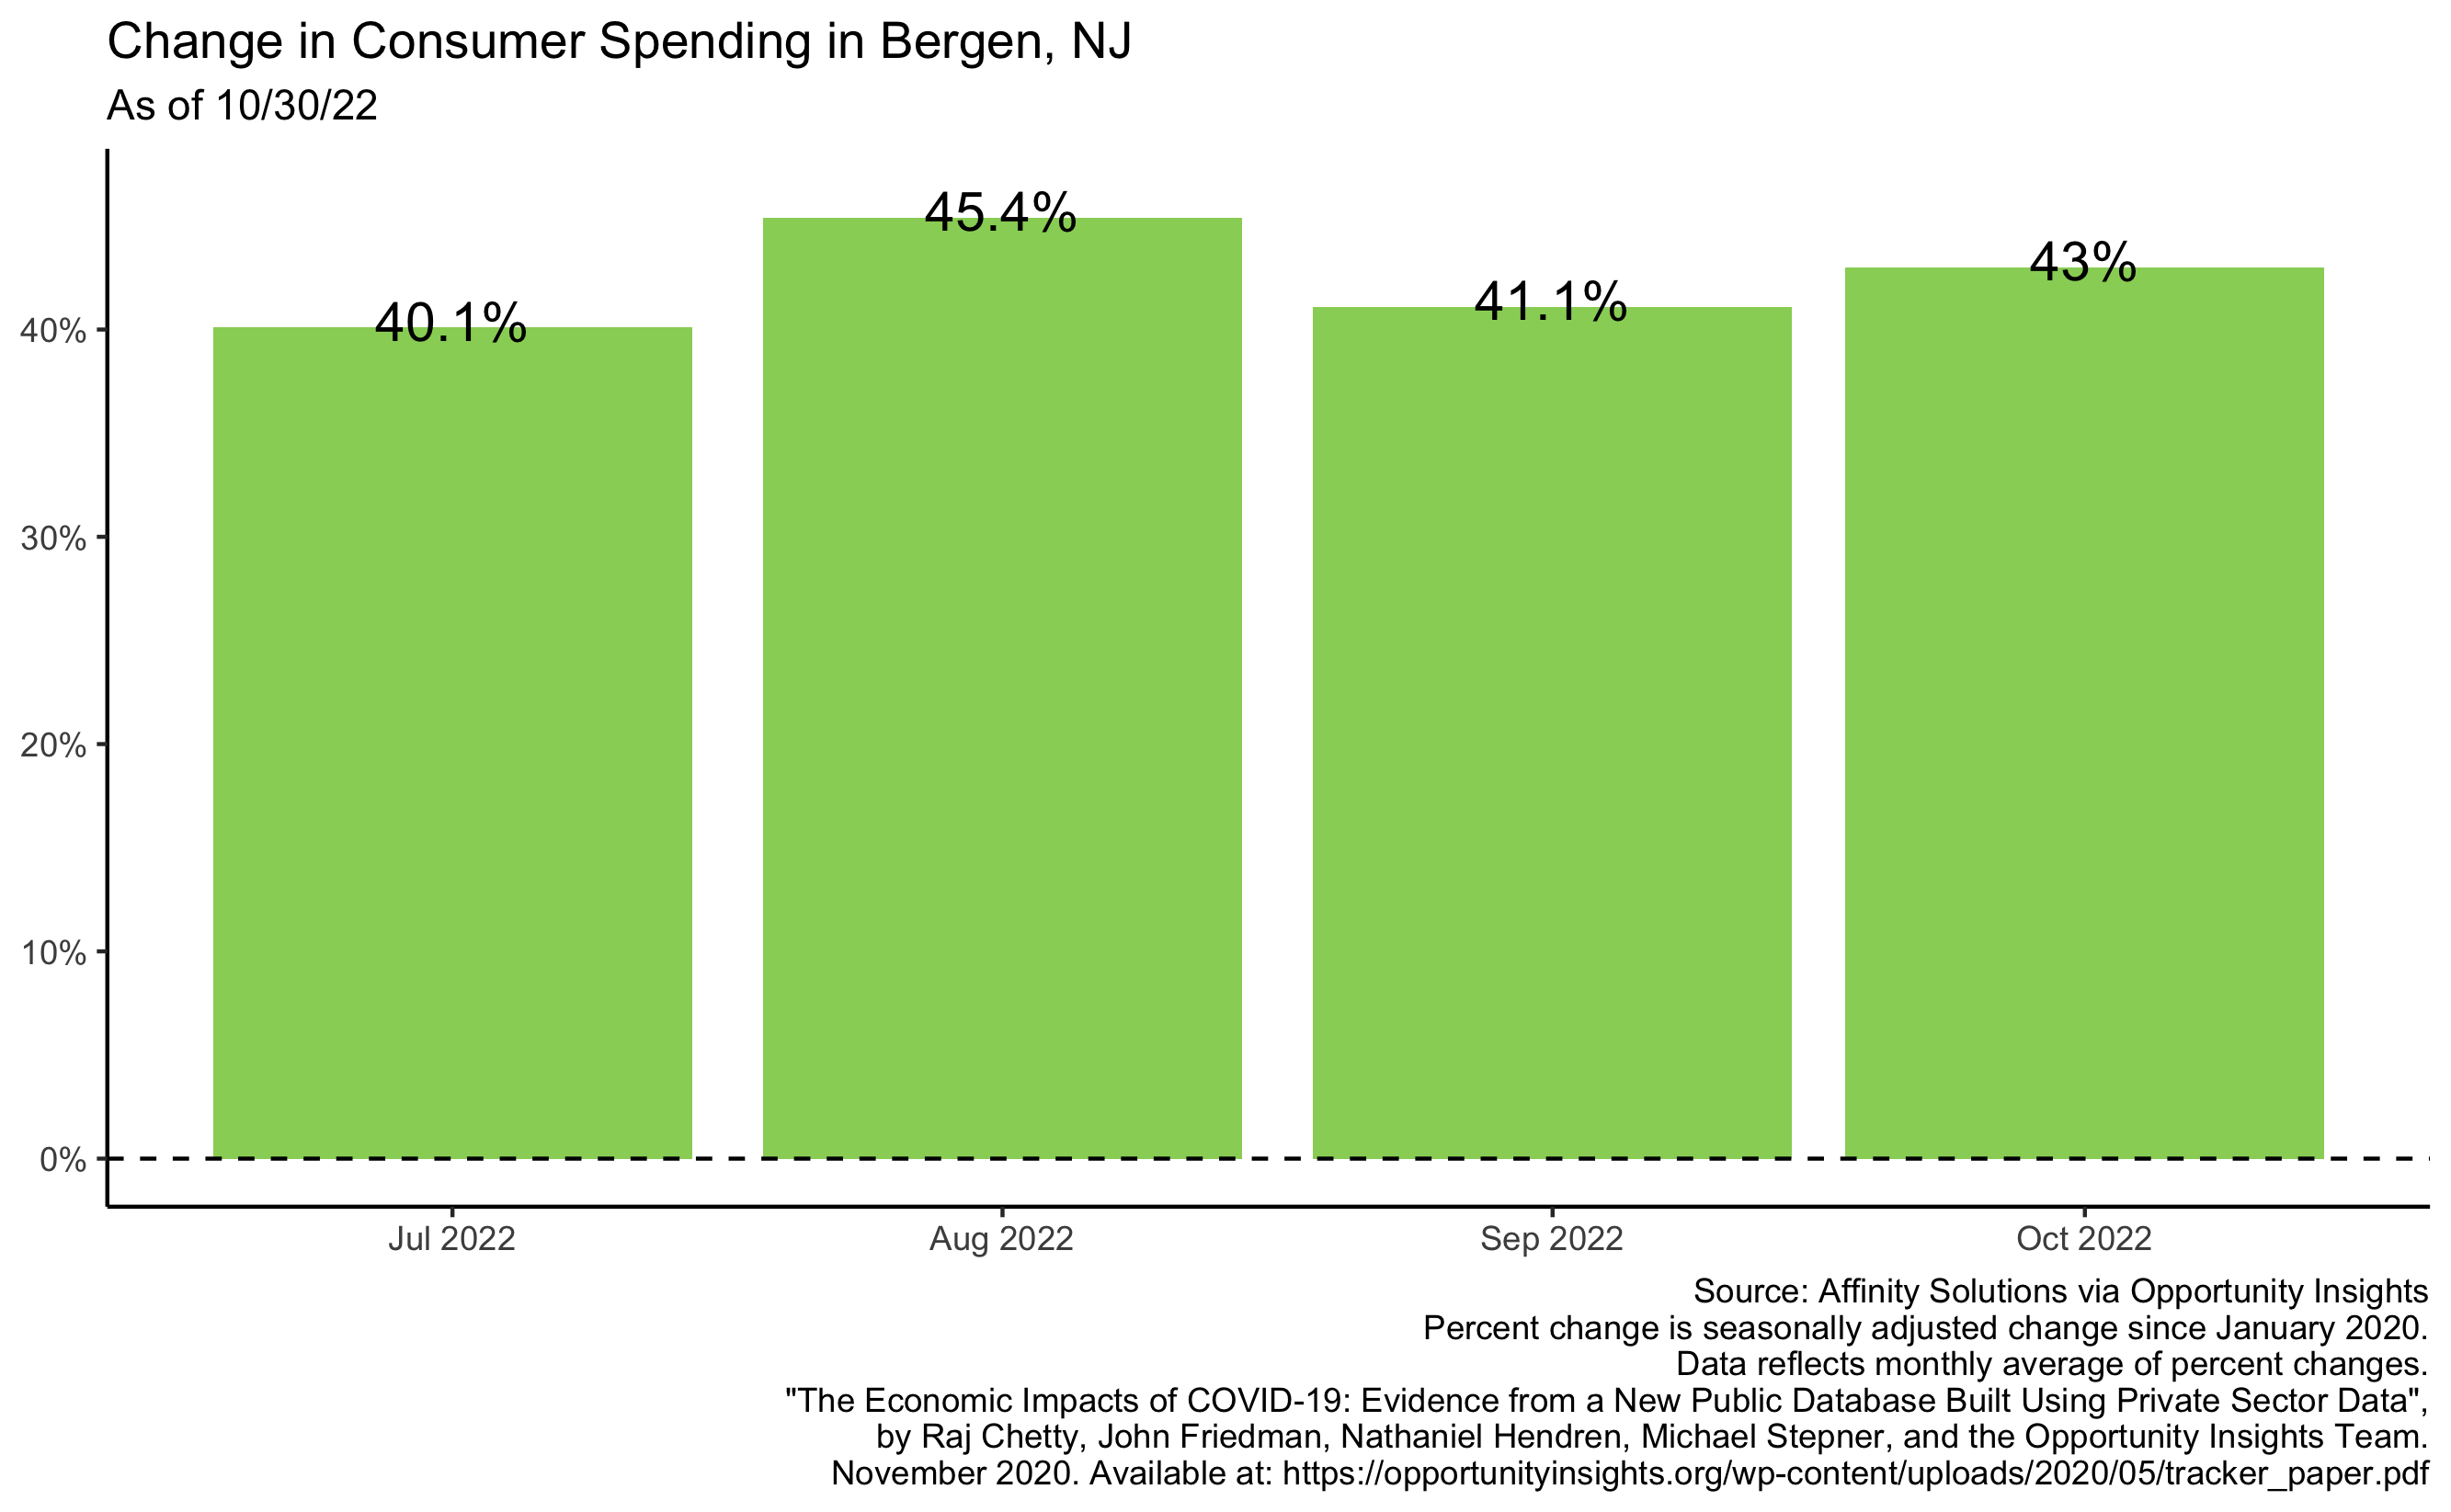 Change in Consumer Spending in Bergen, NJ
As of 10/30/22
45.4%
43%
41.1%
40.1%
40%
30%
20%
10%
0%
Jul 2022
Aug 2022
Sep 2022
Oct 2022
Source: Affinity Solutions via Opportunity Insights
Percent change is seasonally adjusted change since January 2020.
Data reflects monthly average of percent changes.
"The Economic Impacts of COVID-19: Evidence from a New Public Database Built Using Private Sector Data",
by Raj Chetty, John Friedman, Nathaniel Hendren, Michael Stepner, and the Opportunity Insights Team.
November 2020. Available at: https://opportunityinsights.org/wp-content/uploads/2020/05/tracker_paper.pdf